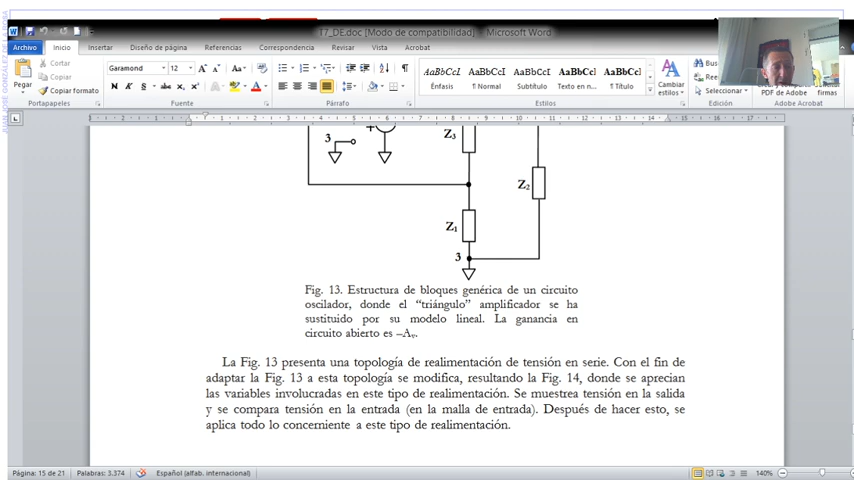 T7_DE.doc [Modo de compatibilidad] - Microsoft Word
Archivo Inicio Insertar Diseño de página Referencias Correspondencia Vista Acrobat
Pegar
Cortar
Copiar
Copiar formato
Garamond 12
AaBbCcL AaBbCcL AaBbCcL AaBbCcI AaBbCcL
Énfasis ¶ Normal Subtítulo Texto en n... ¶ Título
Cambiar estilos
Bus
Ree
Seleccionar
PDF de Adobe firmas
Portapapeles Fuente Párrafo Estilos Edición Adobe Acrobat
3
+
Z3
Z2
Z1
3
Fig. 13. Estructura de bloques genérica de un circuito
oscilador, donde el “triángulo” amplificador se ha
sustituido por su modelo lineal. La ganancia en
circuito abierto es –Av.
La Fig. 13 presenta una topología de realimentación de tensión en serie. Con el fin de
adaptar la Fig. 13 a esta topología se modifica, resultando la Fig. 14, donde se aprecian
las variables involucradas en este tipo de realimentación. Se muestrea tensión en la salida
y se compara tensión en la entrada (en la malla de entrada). Después de hacer esto, se
aplica todo lo concerniente a este tipo de realimentación.
Página: 15 de 21 Palabras: 3.374 Español (alfab. internacional) 140%